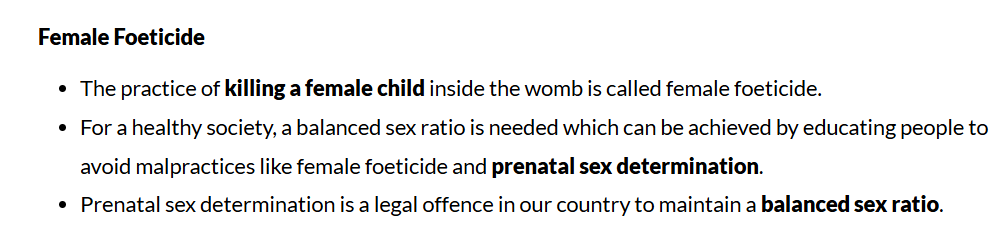 Female Foeticide
The practice of killing a female child inside the womb is called female foeticide.
For a healthy society, a balanced sex ratio is needed which can be achieved by educating people to
avoid malpractices like female foeticide and prenatal sex determination.
Prenatal sex determination is a legal offence in our country to maintain a balanced sex ratio.